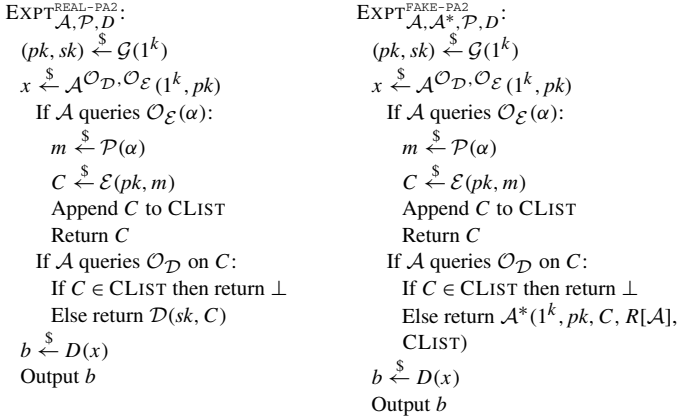 EXPT^{REAL-PA2}_{𝒜,𝒫,D}:
(pk, sk) ←$ 𝒢(1^k)
x ←$ 𝒜^{𝒪_𝒟,𝒪_ℰ}(1^k, pk)
If 𝒜 queries 𝒪_ℰ(α):
m ←$ 𝒫(α)
C ←$ ℰ(pk, m)
Append C to CLIST
Return C
If 𝒜 queries 𝒪_𝒟 on C:
If C ∈ CLIST then return ⊥
Else return 𝒟(sk, C)
b ←$ D(x)
Output b
EXPT^{FAKE-PA2}_{𝒜,𝒜*,𝒫,D}:
(pk, sk) ←$ 𝒢(1^k)
x ←$ 𝒜^{𝒪_𝒟,𝒪_ℰ}(1^k, pk)
If 𝒜 queries 𝒪_ℰ(α):
m ←$ 𝒫(α)
C ←$ ℰ(pk, m)
Append C to CLIST
Return C
If 𝒜 queries 𝒪_𝒟 on C:
If C ∈ CLIST then return ⊥
Else return 𝒜*(1^k, pk, C, R[𝒜],
CLIST)
b ←$ D(x)
Output b